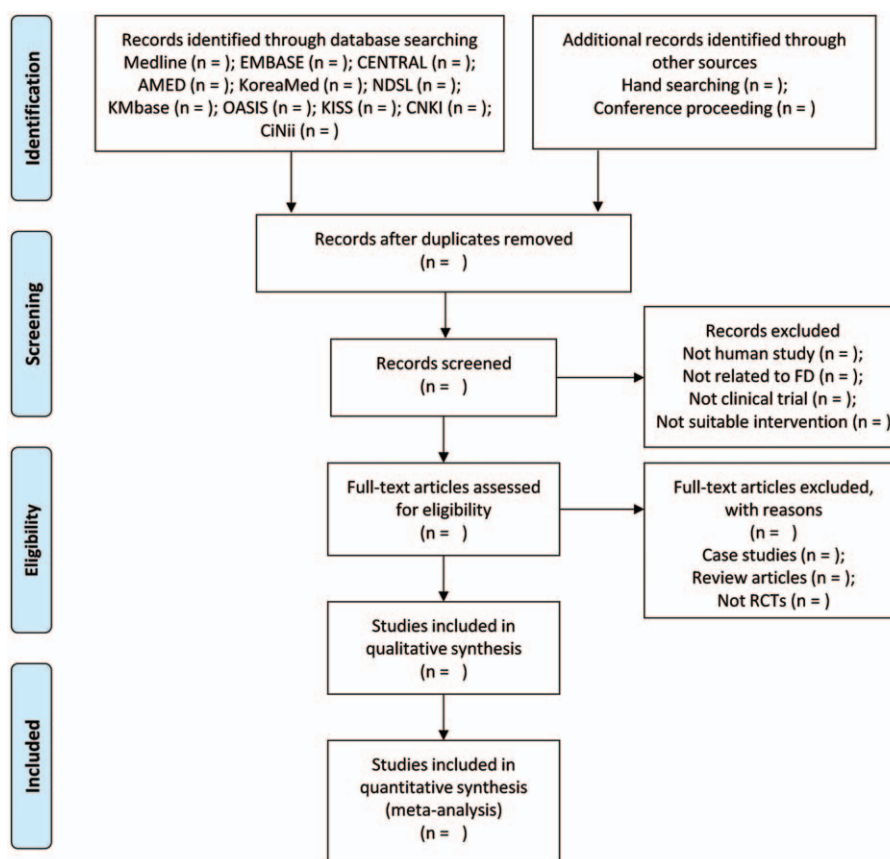 Identification
Records identified through database searching
Medline (n = ); EMBASE (n = ); CENTRAL (n = );
AMED (n = ); KoreaMed (n = ); NDSL (n = );
KMbase (n = ); OASIS (n = ); KISS (n = ); CNKI (n = );
CiNii (n = )
Additional records identified through
other sources
Hand searching (n = );
Conference proceeding (n = )
Screening
Records after duplicates removed
(n =   )
Records screened
(n =   )
Records excluded
Not human study (n = );
Not related to FD (n = );
Not clinical trial (n = );
Not suitable intervention (n = )
Eligibility
Full-text articles assessed
for eligibility
(n =   )
Full-text articles excluded,
with reasons
(n =   )
Case studies (n = );
Review articles (n = );
Not RCTs (n = )
Studies included in
qualitative synthesis
(n =   )
Included
Studies included in
quantitative synthesis
(meta-analysis)
(n =   )